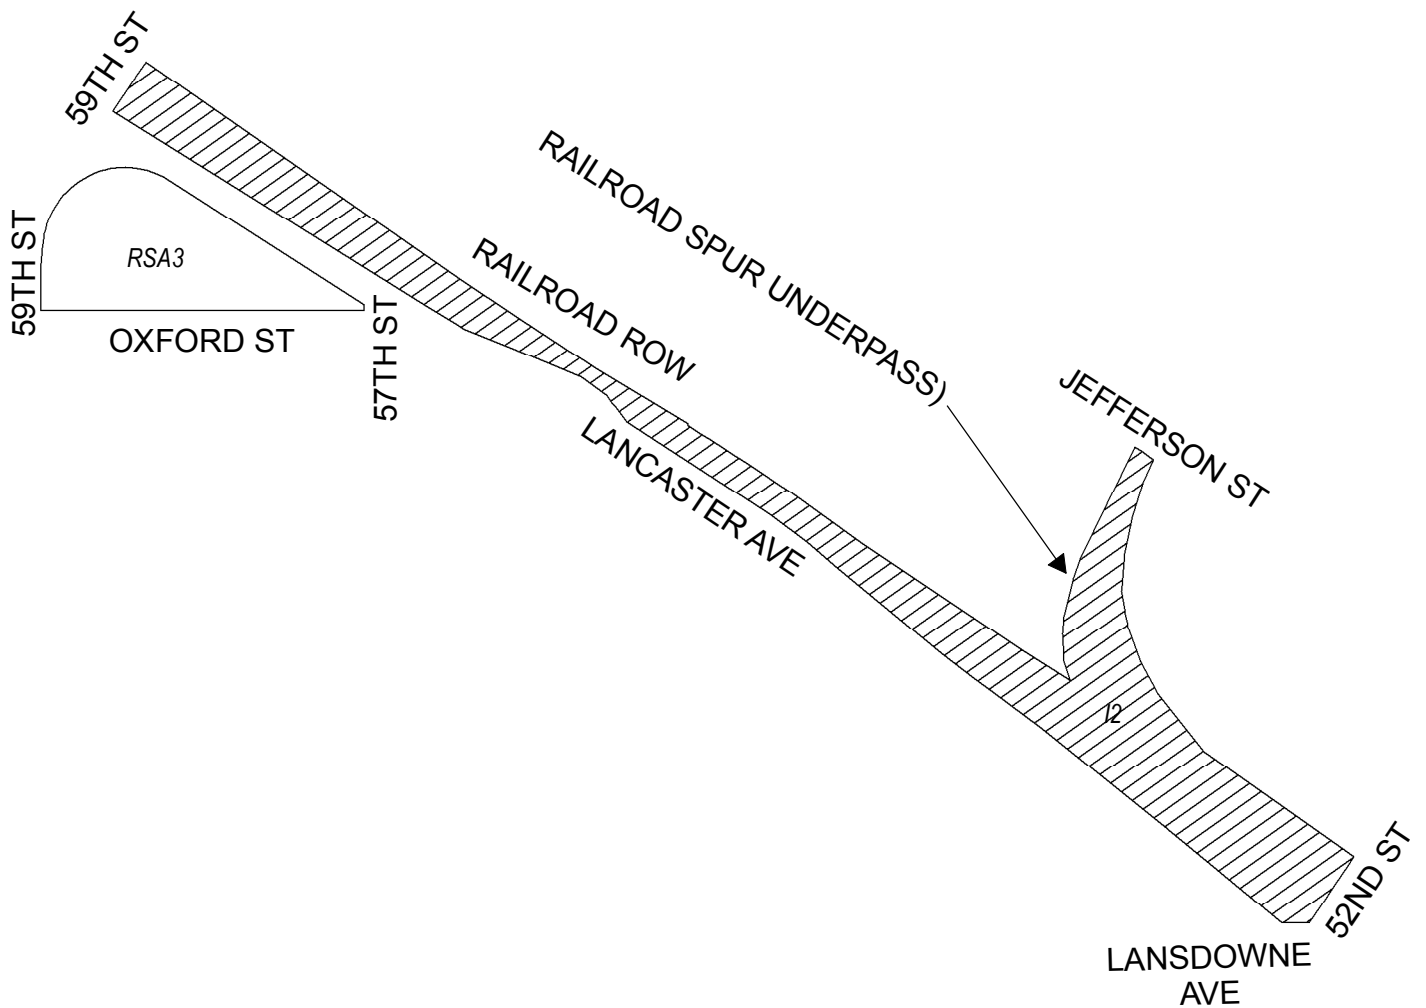 59TH ST
RAILROAD SPUR UNDERPASS)
59TH ST
RSA3
RAILROAD ROW
OXFORD ST
57TH ST
JEFFERSON ST
LANCASTER AVE
I2
52ND ST
LANSDOWNE
AVE